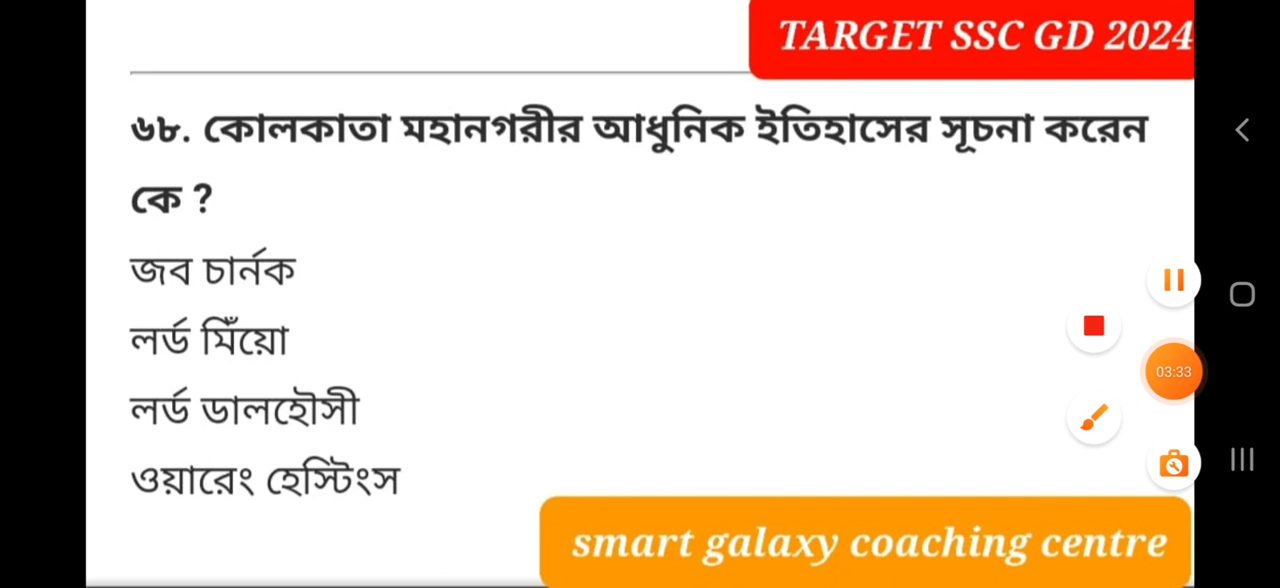 TARGET SSC GD 2024
৬৮. কোলকাতা মহানগরীর আধুনিক ইতিহাসের সূচনা করেন
কে ?
জব চার্নক
লর্ড মিঁয়ো
লর্ড ডালহৌসী
ওয়ারেং হেস্টিংস
03:33
smart galaxy coaching centre